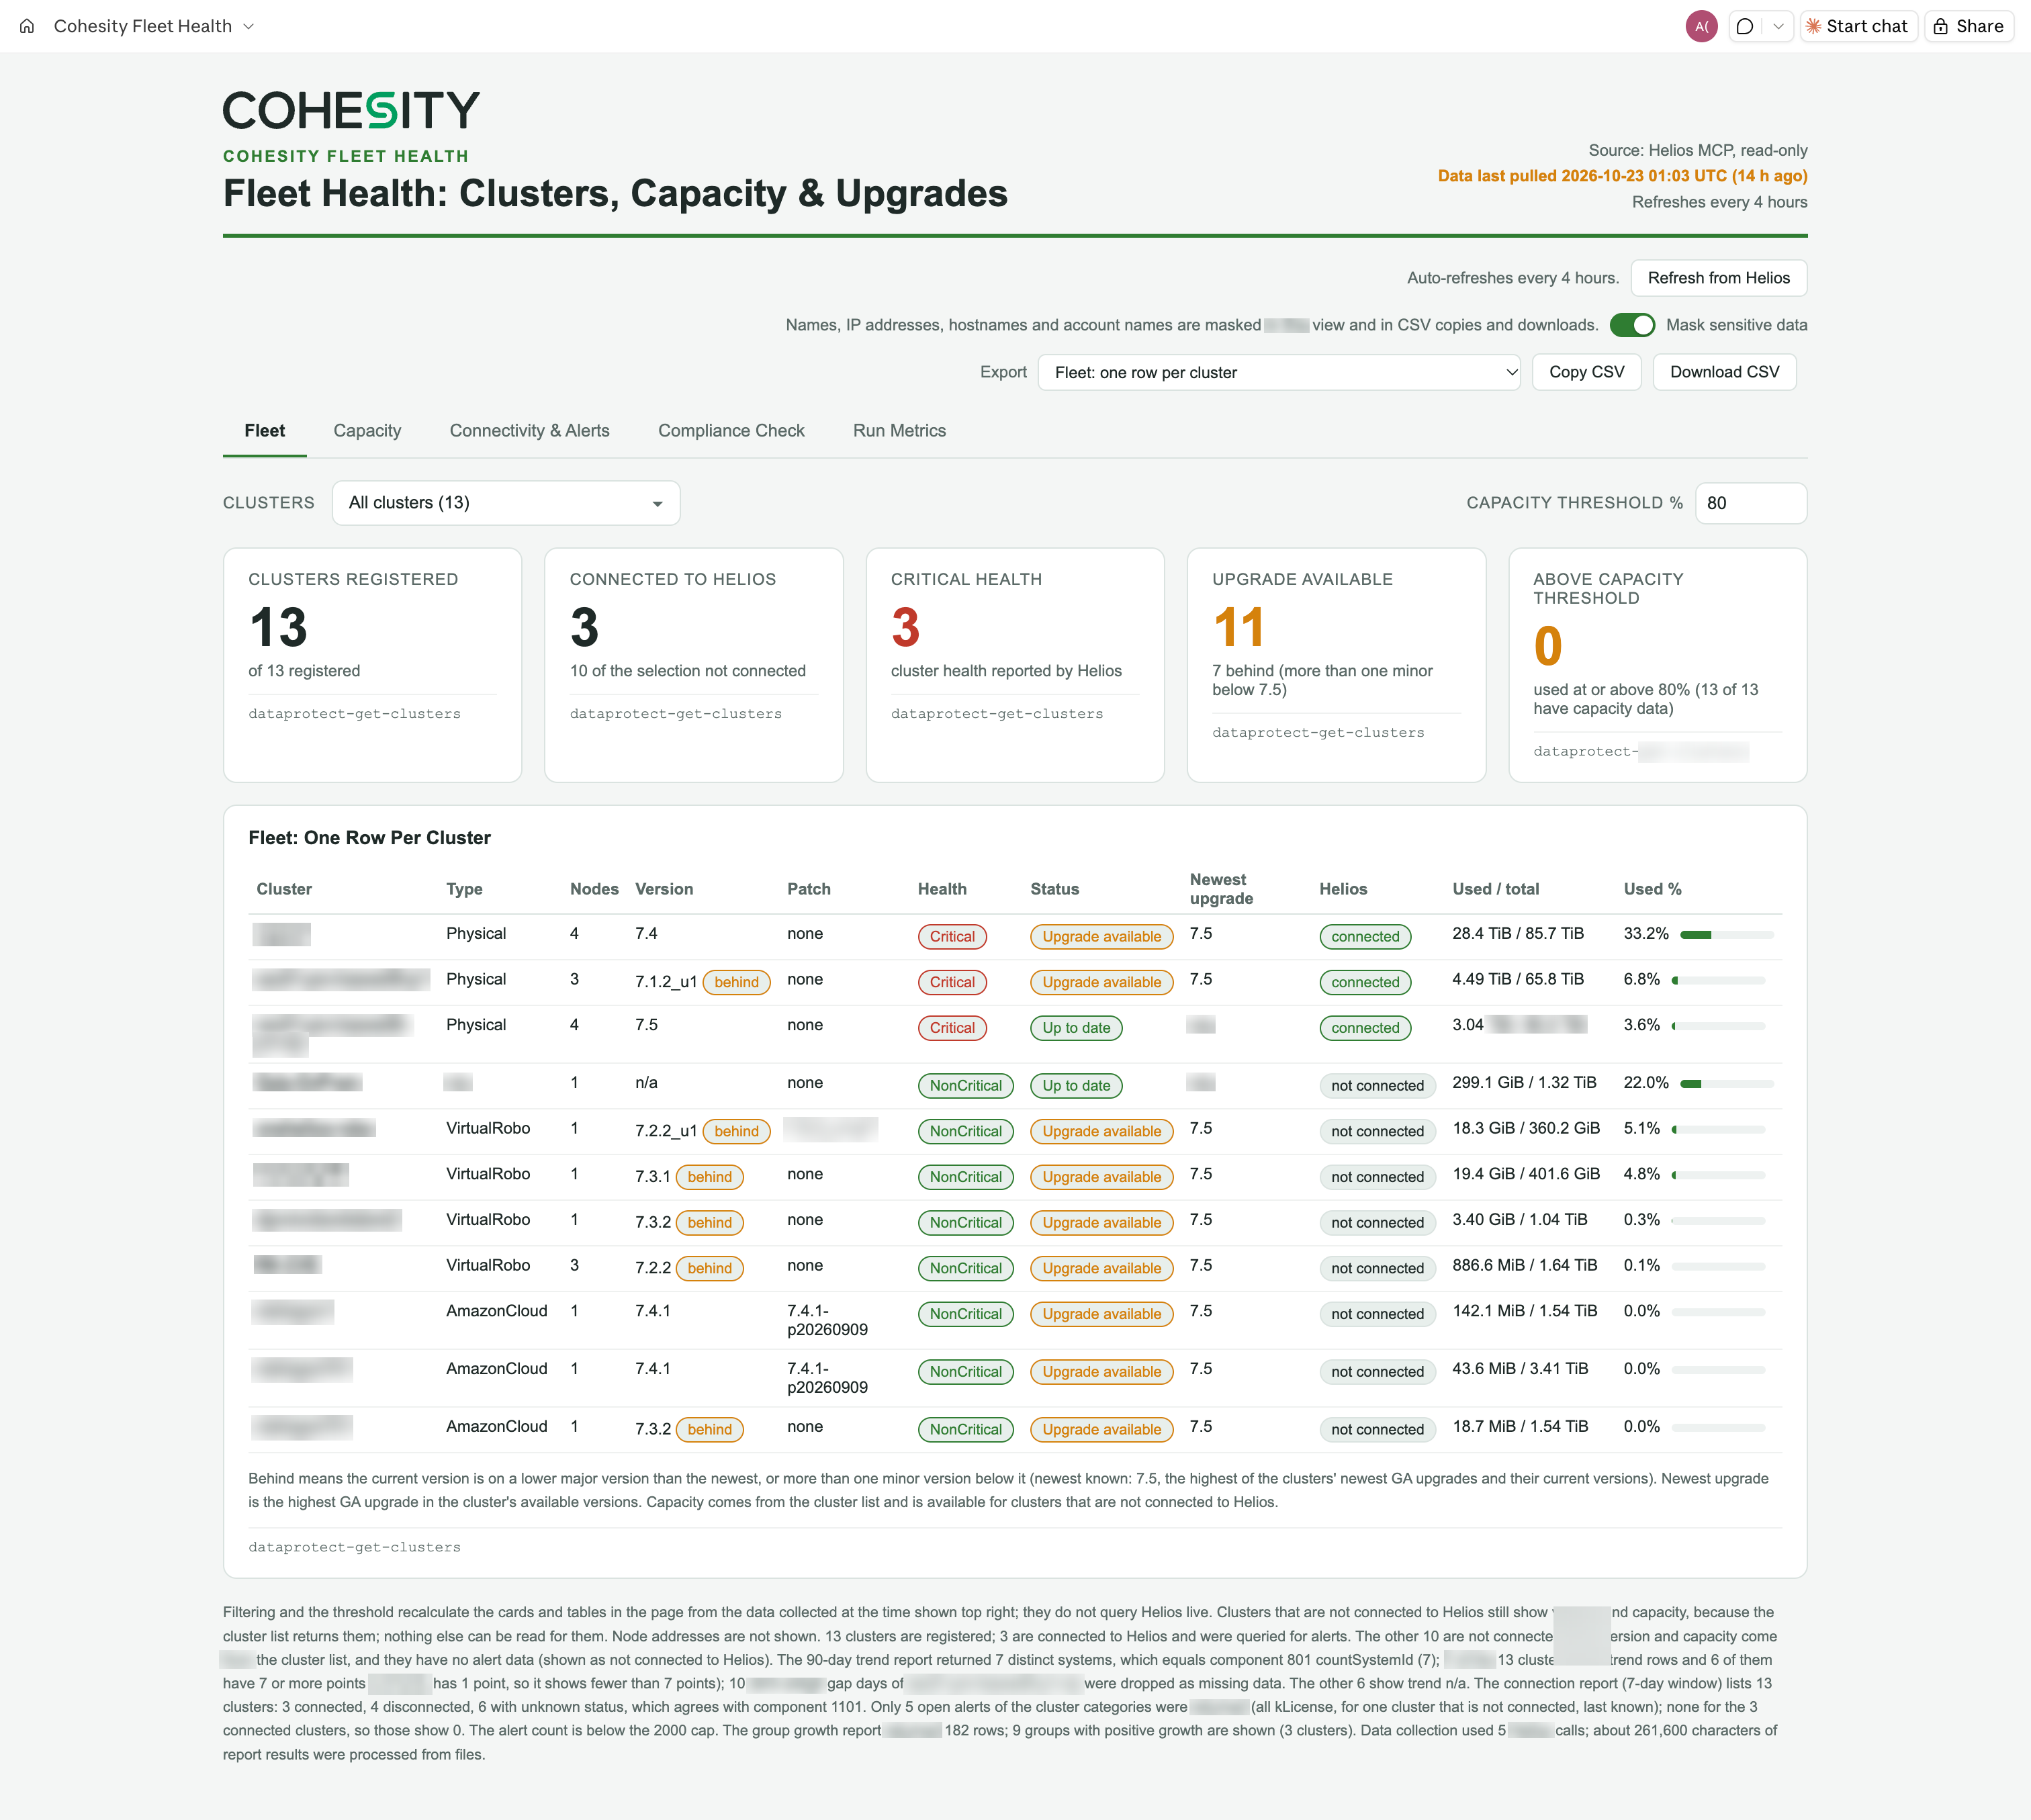 Cohesity Fleet Health
A(
Start chat
Share
COHESITY
COHESITY FLEET HEALTH
Fleet Health: Clusters, Capacity & Upgrades
Source: Helios MCP, read-only
Data last pulled 2026-10-23 01:03 UTC (14 h ago)
Refreshes every 4 hours
Auto-refreshes every 4 hours.
Refresh from Helios
Names, IP addresses, hostnames and account names are masked view and in CSV copies and downloads.
Mask sensitive data
Export
Fleet: one row per cluster
Copy CSV
Download CSV
Fleet
Capacity
Connectivity & Alerts
Compliance Check
Run Metrics
CLUSTERS
All clusters (13)
CAPACITY THRESHOLD %
80
CLUSTERS REGISTERED
13
of 13 registered
dataprotect-get-clusters
CONNECTED TO HELIOS
3
10 of the selection not connected
dataprotect-get-clusters
CRITICAL HEALTH
3
cluster health reported by Helios
dataprotect-get-clusters
UPGRADE AVAILABLE
11
7 behind (more than one minor
below 7.5)
dataprotect-get-clusters
ABOVE CAPACITY
THRESHOLD
0
used at or above 80% (13 of 13
have capacity data)
dataprotect-
Fleet: One Row Per Cluster
Cluster Type Nodes Version Patch Health Status Newest upgrade Helios Used / total Used %
Physical 4 7.4 none Critical Upgrade available 7.5 connected 28.4 TiB / 85.7 TiB 33.2%
Physical 3 7.1.2_u1 behind none Critical Upgrade available 7.5 connected 4.49 TiB / 65.8 TiB 6.8%
Physical 4 7.5 none Critical Up to date connected 3.04 3.6%
1 n/a none NonCritical Up to date not connected 299.1 GiB / 1.32 TiB 22.0%
VirtualRobo 1 7.2.2_u1 behind NonCritical Upgrade available 7.5 not connected 18.3 GiB / 360.2 GiB 5.1%
VirtualRobo 1 7.3.1 behind none NonCritical Upgrade available 7.5 not connected 19.4 GiB / 401.6 GiB 4.8%
VirtualRobo 1 7.3.2 behind none NonCritical Upgrade available 7.5 not connected 3.40 GiB / 1.04 TiB 0.3%
VirtualRobo 3 7.2.2 behind none NonCritical Upgrade available 7.5 not connected 886.6 MiB / 1.64 TiB 0.1%
AmazonCloud 1 7.4.1 7.4.1-p20260909 NonCritical Upgrade available 7.5 not connected 142.1 MiB / 1.54 TiB 0.0%
AmazonCloud 1 7.4.1 7.4.1-p20260909 NonCritical Upgrade available 7.5 not connected 43.6 MiB / 3.41 TiB 0.0%
AmazonCloud 1 7.3.2 behind none NonCritical Upgrade available 7.5 not connected 18.7 MiB / 1.54 TiB 0.0%
Behind means the current version is on a lower major version than the newest, or more than one minor version below it (newest known: 7.5, the highest of the clusters' newest GA upgrades and their current versions). Newest upgrade
is the highest GA upgrade in the cluster's available versions. Capacity comes from the cluster list and is available for clusters that are not connected to Helios.
dataprotect-get-clusters
Filtering and the threshold recalculate the cards and tables in the page from the data collected at the time shown top right; they do not query Helios live. Clusters that are not connected to Helios still show capacity, because the
cluster list returns them; nothing else can be read for them. Node addresses are not shown. 13 clusters are registered; 3 are connected to Helios and were queried for alerts. The other 10 are not and capacity come
the cluster list, and they have no alert data (shown as not connected to Helios). The 90-day trend report returned 7 distinct systems, which equals component 801 countSystemId (7); 13 trend rows and 6 of them
have 7 or more points has 1 point, so it shows fewer than 7 points); 10 gap days of were dropped as missing data. The other 6 show trend n/a. The connection report (7-day window) lists 13
clusters: 3 connected, 4 disconnected, 6 with unknown status, which agrees with component 1101. Only 5 open alerts of the cluster categories were (all kLicense, for one cluster that is not connected, last known); none for the 3
connected clusters, so those show 0. The alert count is below the 2000 cap. The group growth report 182 rows; 9 groups with positive growth are shown (3 clusters). Data collection used 5 calls; about 261,600 characters of
report results were processed from files.